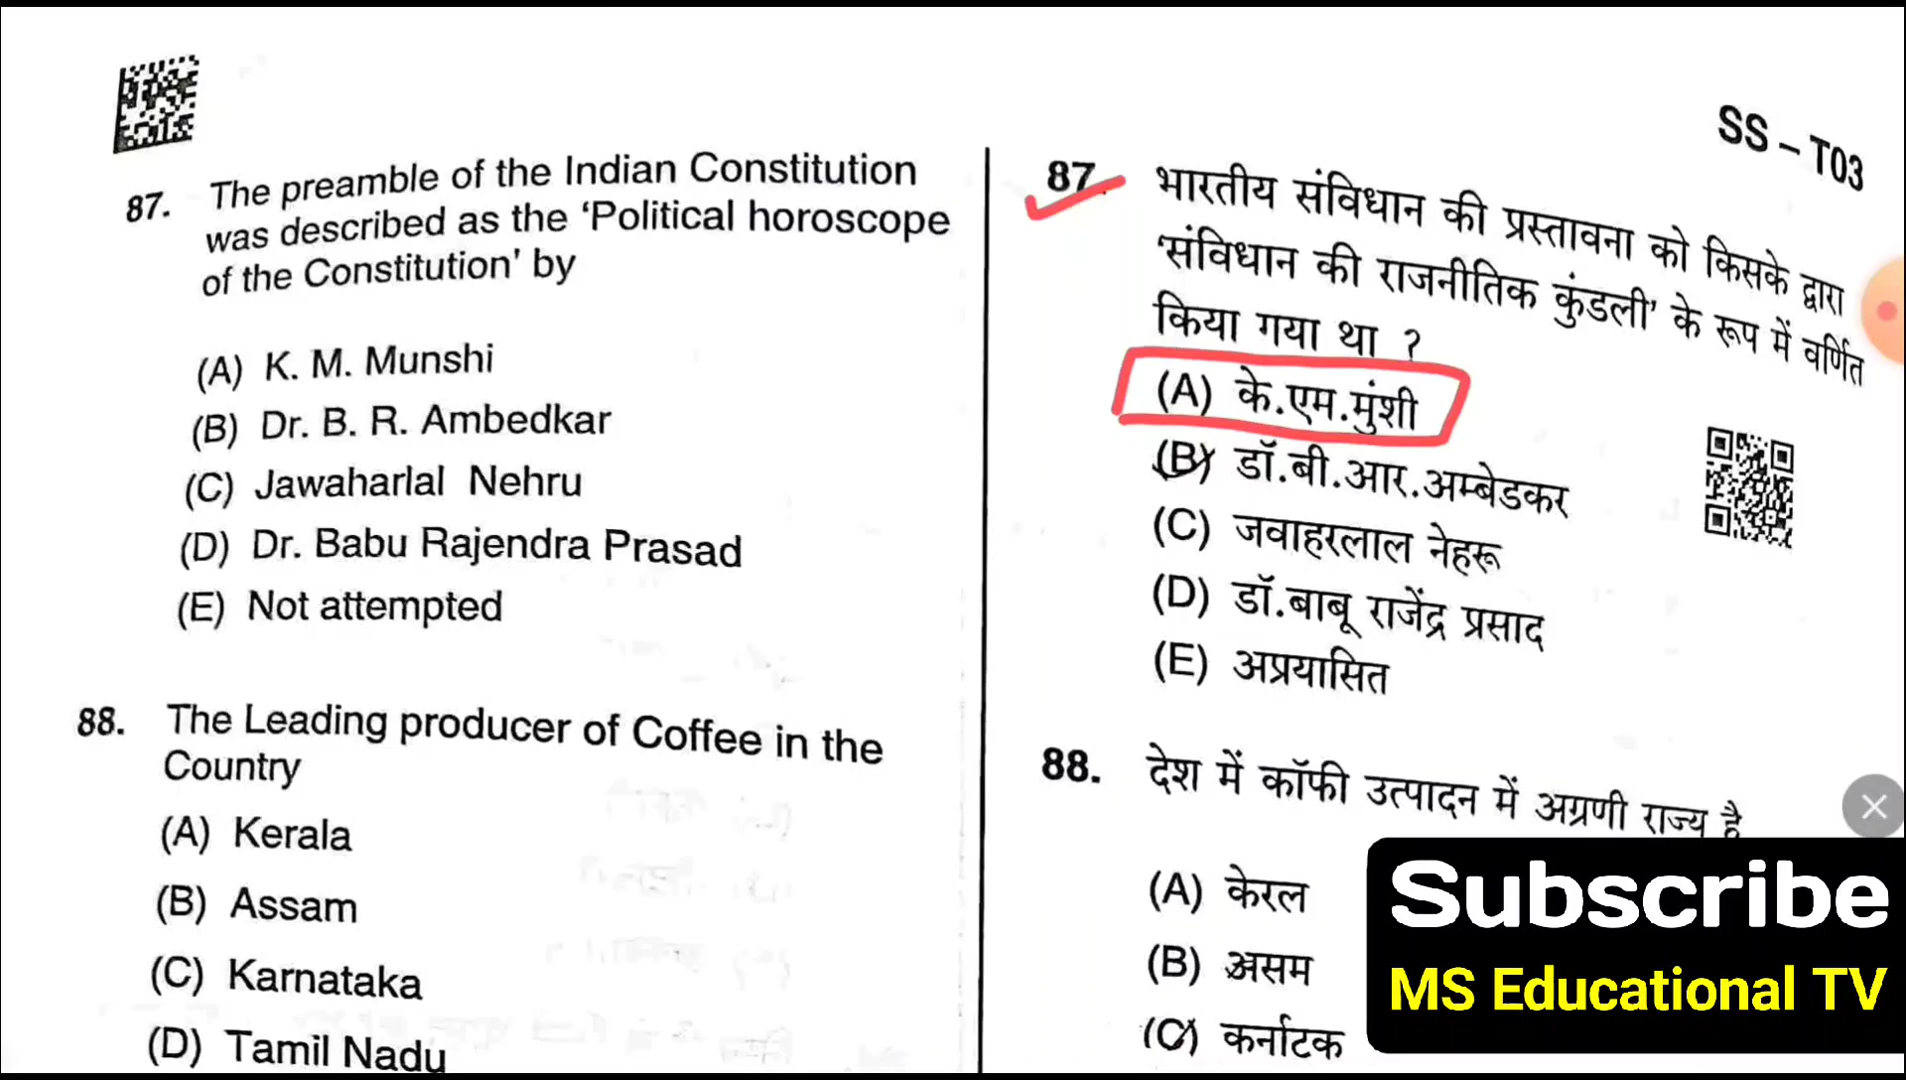 SS – T03
87. The preamble of the Indian Constitution
was described as the ‘Political horoscope
of the Constitution’ by
(A) K. M. Munshi
(B) Dr. B. R. Ambedkar
(C) Jawaharlal Nehru
(D) Dr. Babu Rajendra Prasad
(E) Not attempted
88. The Leading producer of Coffee in the
Country
(A) Kerala
(B) Assam
(C) Karnataka
(D) Tamil Nadu
87. भारतीय संविधान की प्रस्तावना को किसके द्वारा
‘संविधान की राजनीतिक कुंडली’ के रूप में वर्णित
किया गया था ?
(A) के.एम.मुंशी
(B) डॉ.बी.आर.अम्बेडकर
(C) जवाहरलाल नेहरू
(D) डॉ.बाबू राजेंद्र प्रसाद
(E) अप्रयासित
88. देश में कॉफी उत्पादन में अग्रणी राज्य है
(A) केरल
(B) असम
(C) कर्नाटक
Subscribe
MS Educational TV